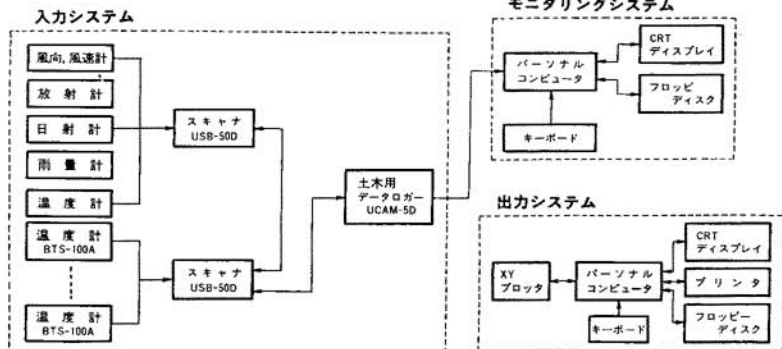 入力システム
風向,風速計
放射計
日射計
雨量計
温度計
温度計
BTS-100A
温度計
BTS-100A
スキャナ
USB-50D
スキャナ
USB-50D
土木用
データロガー
UCAM-5D
モニタリングシステム
パーソナル
コンピュータ
CRT
ディスプレイ
フロッピ
ディスク
キーボード
出力システム
XY
プロッタ
パーソナル
コンピュータ
CRT
ディスプレイ
プリンタ
フロッピー
ディスク
キーボード